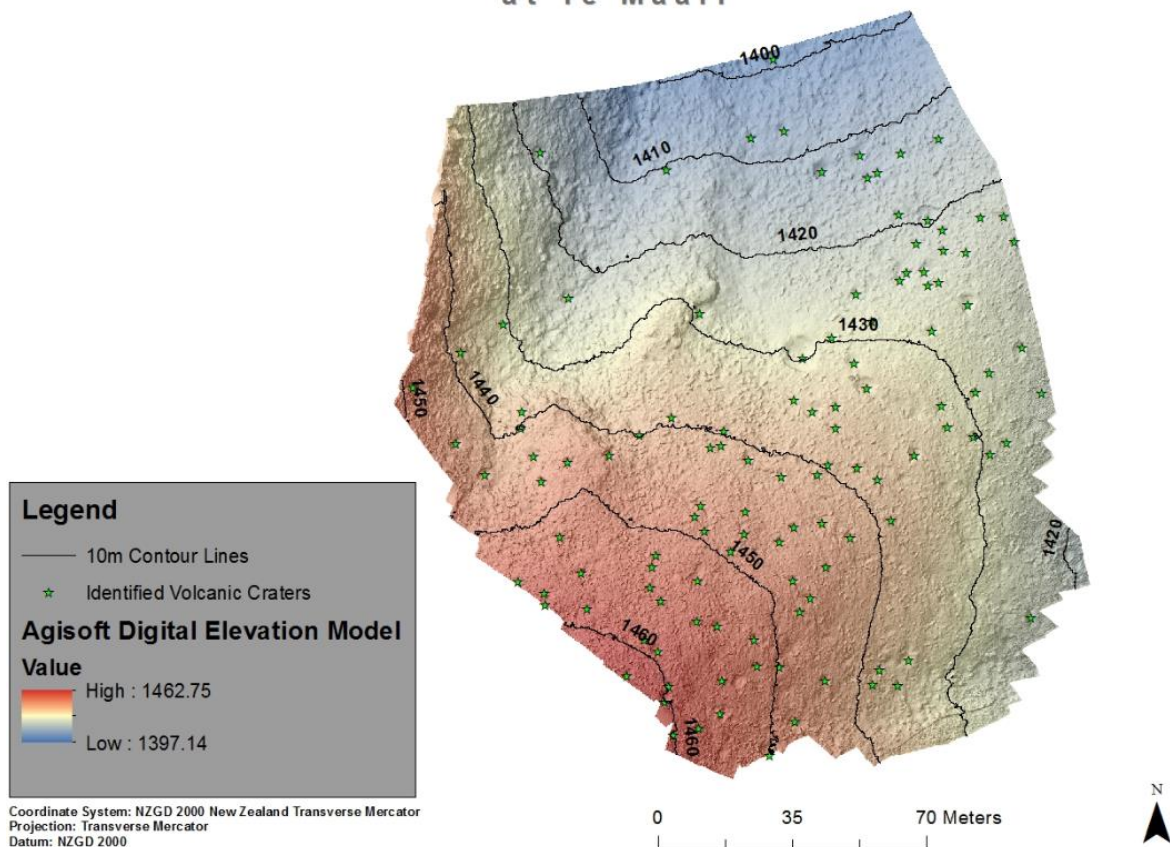 1400
1410
1420
1430
1440
1450
1450
1420
1460
1460
Legend
10m Contour Lines
Identified Volcanic Craters
Agisoft Digital Elevation Model
Value
High : 1462.75
Low : 1397.14
Coordinate System: NZGD 2000 New Zealand Transverse Mercator
Projection: Transverse Mercator
Datum: NZGD 2000
0 35 70 Meters
N